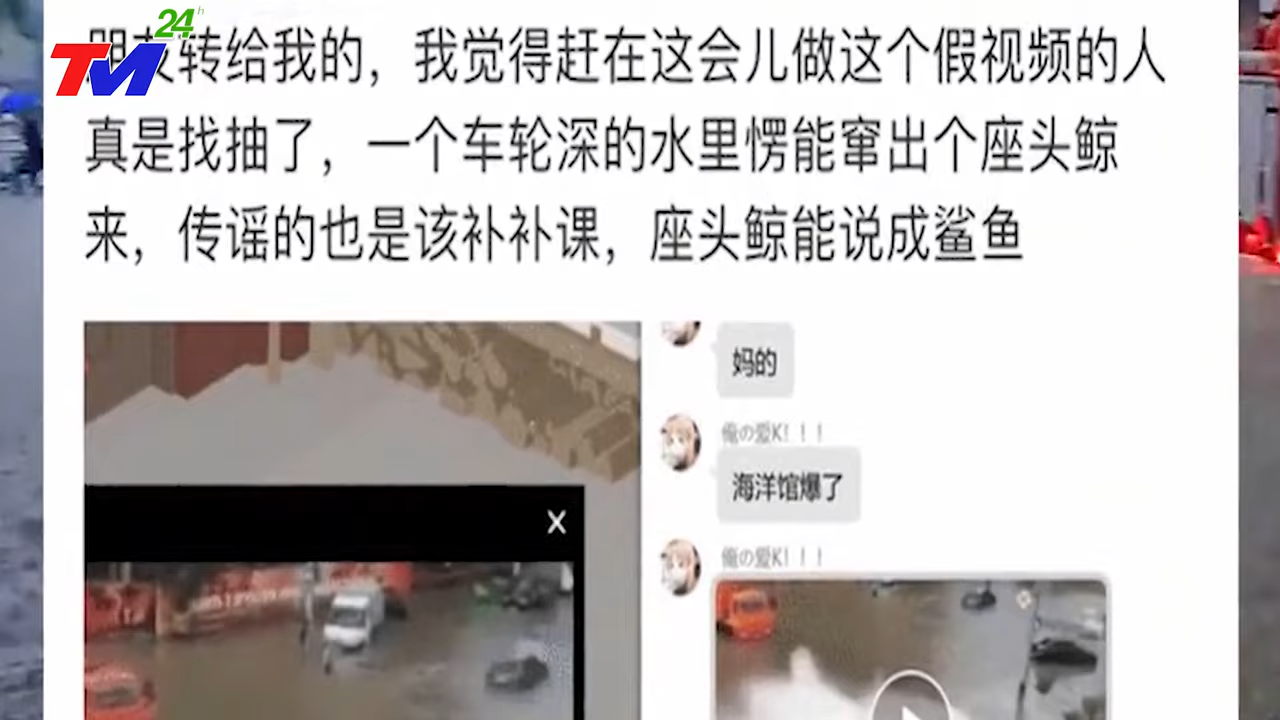 TM 24h
朋友转给我的，我觉得赶在这会儿做这个假视频的人
真是找抽了，一个车轮深的水里愣能窜出个座头鲸
来，传谣的也是该补补课，座头鲸能说成鲨鱼
妈的
俺の爱K！！！
海洋馆爆了
俺の爱K！！！
X